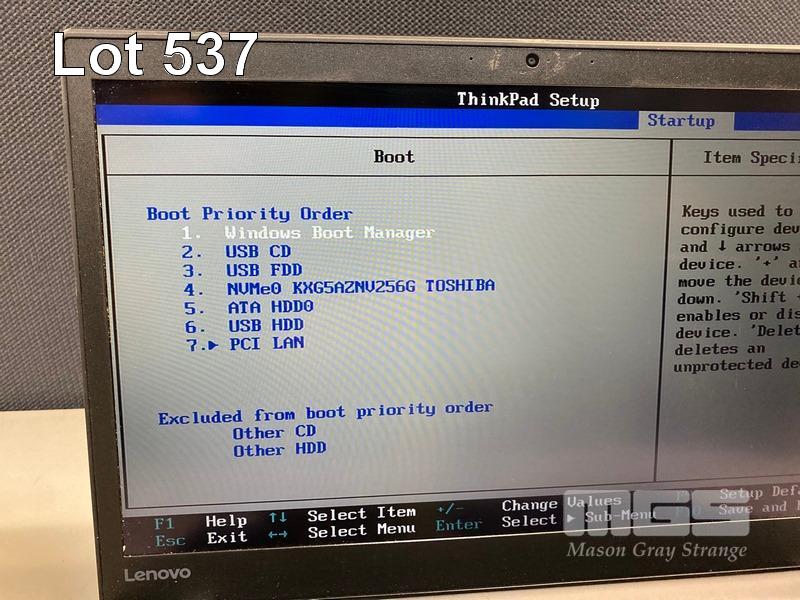 Lot 537
ThinkPad Setup
Startup
Boot
Item Speci
Boot Priority Order
1. Windows Boot Manager
2. USB CD
3. USB FDD
4. NVMe0 KXG5AZNV256G TOSHIBA
5. ATA HDD0
6. USB HDD
7.▸ PCI LAN
Excluded from boot priority order
Other CD
Other HDD
Keys used to
configure dev
and ↓ arrows
device. '+' a
move the devi
down. 'Shift +
enables or dis
device. 'Delet
deletes an
unprotected de
F1 Help ↑↓ Select Item +/- Change Values Setup Defa
Esc Exit ←→ Select Menu Enter Select ▸ Sub-Menu Save and
MGS
Mason Gray Strange
Lenovo